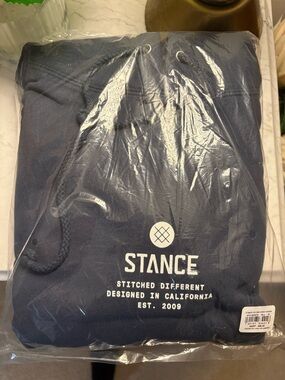 STANCE
STITCHED DIFFERENT
DESIGNED IN CALIFORNIA
EST. 2009